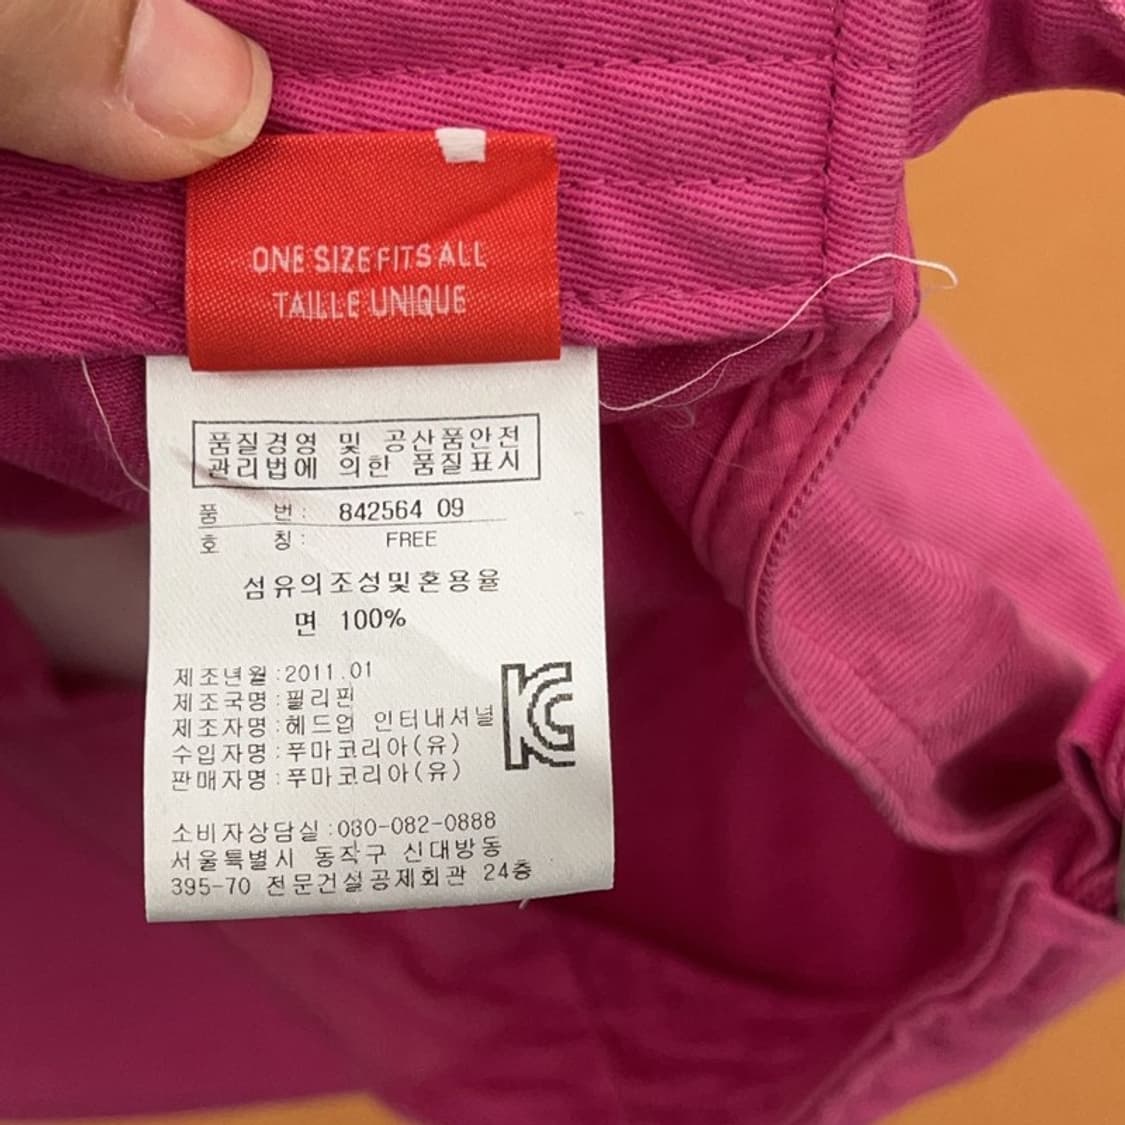 ONE SIZE FITS ALL
TAILLE UNIQUE
품질경영 및 공산품안전
관리법에 의한 품질표시
품 번 : 842564 09
호 칭 : FREE
섬유의조성및혼용율
면 100%
제조년월 : 2011.01
제조국명 : 필리핀
제조자명 : 헤드업 인터내셔널
수입자명 : 푸마코리아(유)
판매자명 : 푸마코리아(유)
KC
소비자상담실 : 080-082-0888
서울특별시 동작구 신대방동
395-70 전문건설공제회관 24층